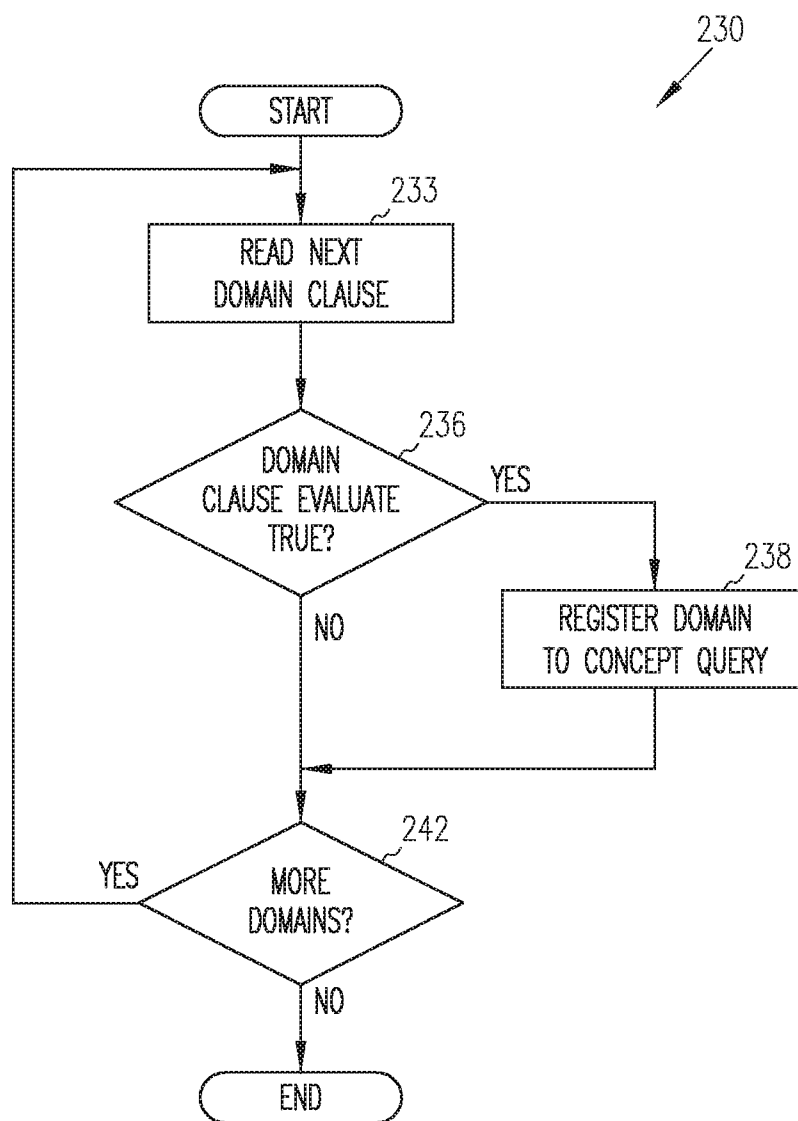 230
START
233
READ NEXT
DOMAIN CLAUSE
236
DOMAIN
CLAUSE EVALUATE
TRUE?
YES
NO
238
REGISTER DOMAIN
TO CONCEPT QUERY
242
YES
MORE
DOMAINS?
NO
END